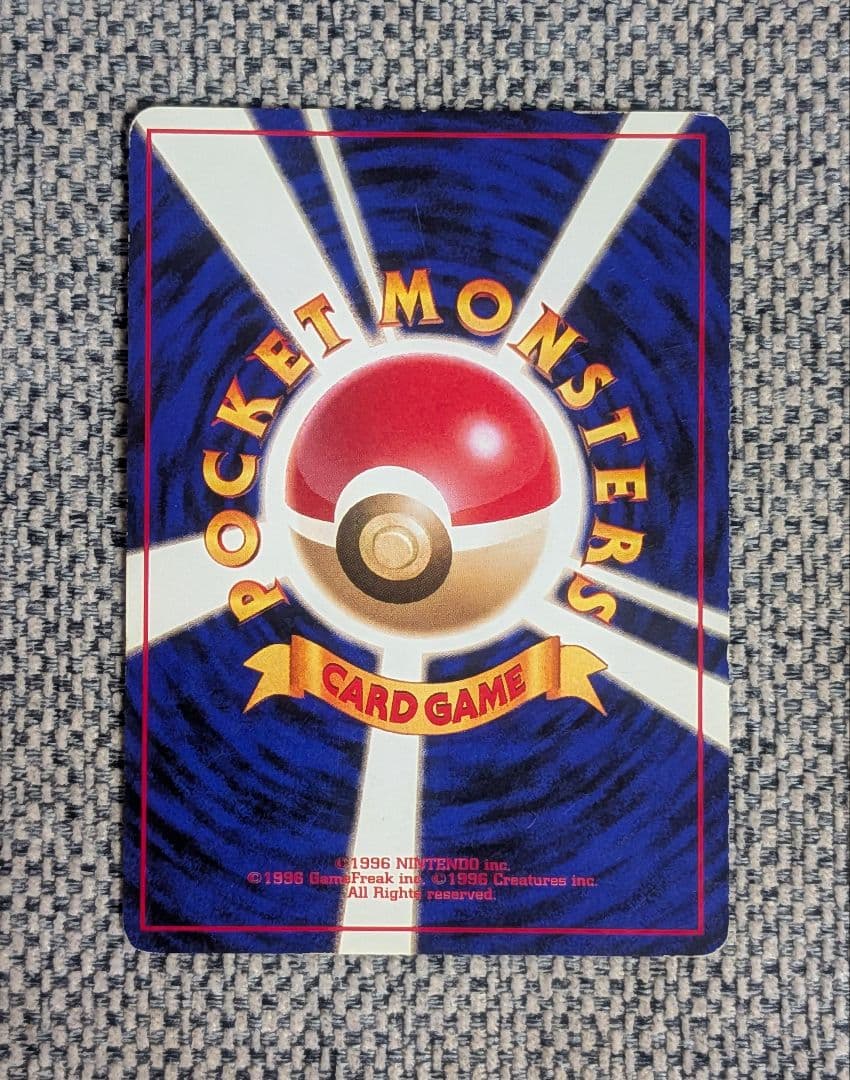 POCKET MONSTERS
CARD GAME
©1996 NINTENDO inc.
©1996 GameFreak inc. ©1996 Creatures inc.
All Rights reserved.